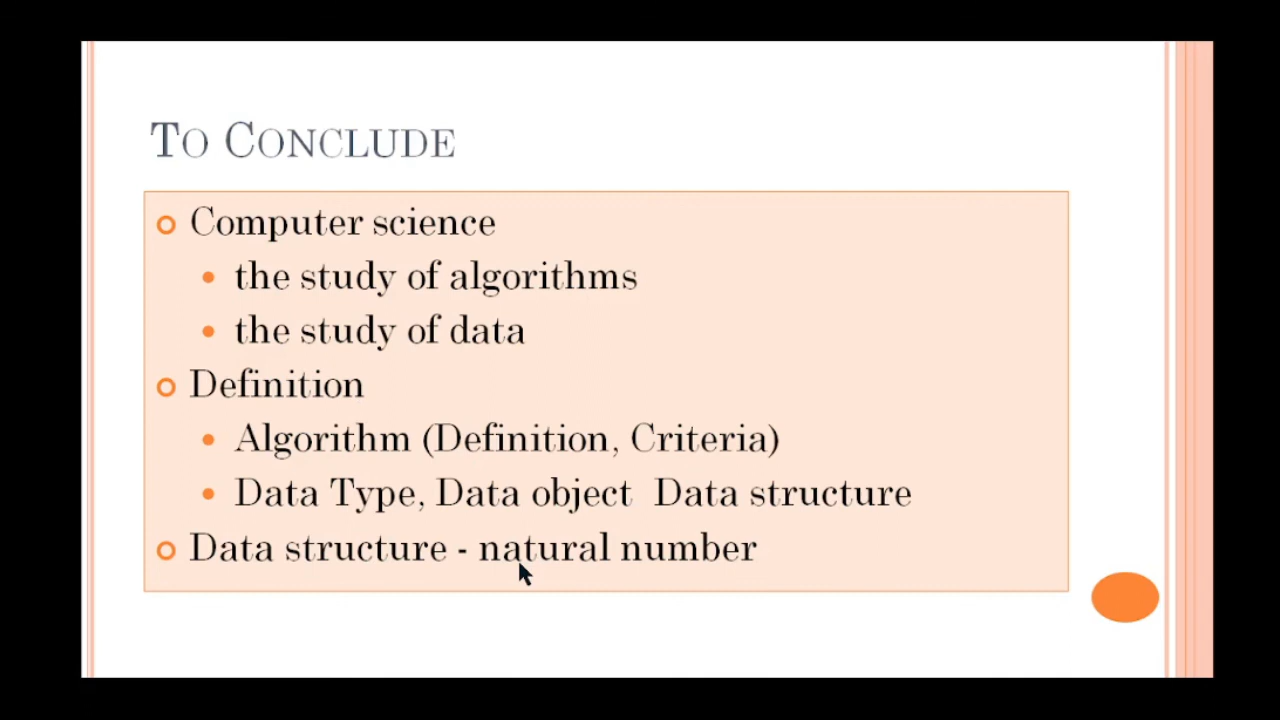 To Conclude
Computer science
the study of algorithms
the study of data
Definition
Algorithm (Definition, Criteria)
Data Type, Data object  Data structure
Data structure - natural number